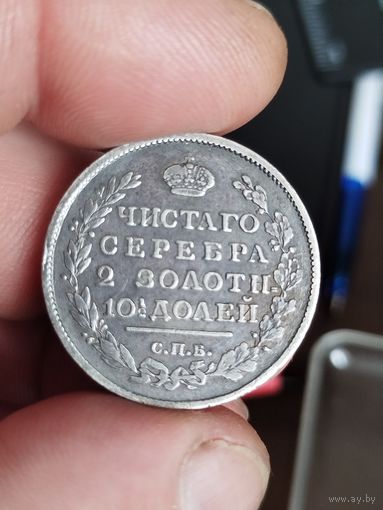 ЧИСТАГО
СЕРЕБРА
2 ЗОЛОТН.
10½ ДОЛЕЙ.
С.П.Б.
www.ay.by